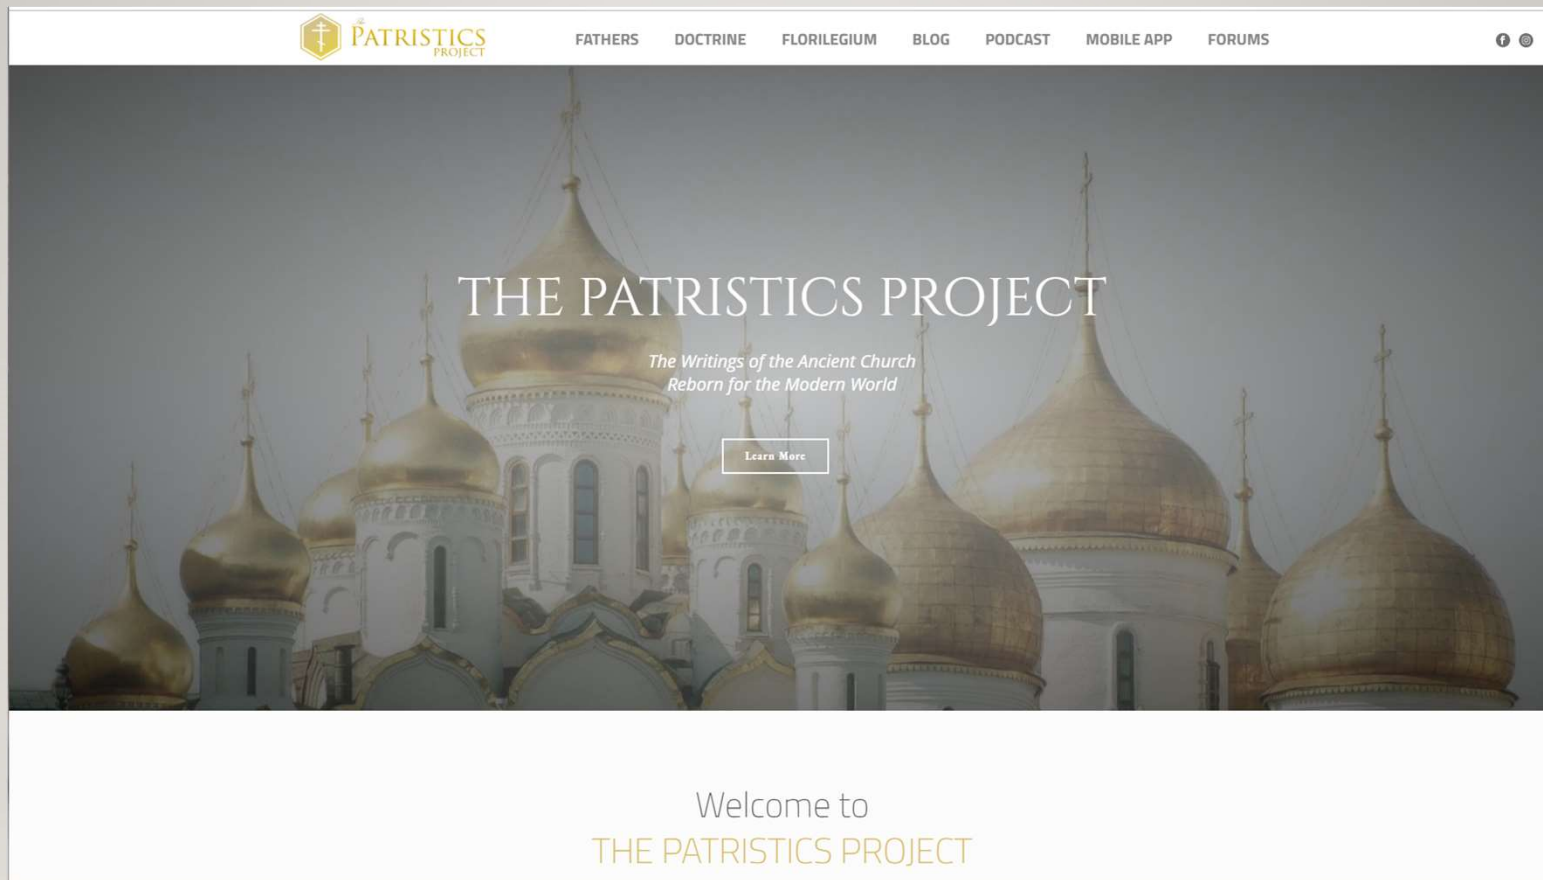 The
PATRISTICS
PROJECT
FATHERS DOCTRINE FLORILEGIUM BLOG PODCAST MOBILE APP FORUMS
THE PATRISTICS PROJECT
The Writings of the Ancient Church
Reborn for the Modern World
Learn More
Welcome to
THE PATRISTICS PROJECT